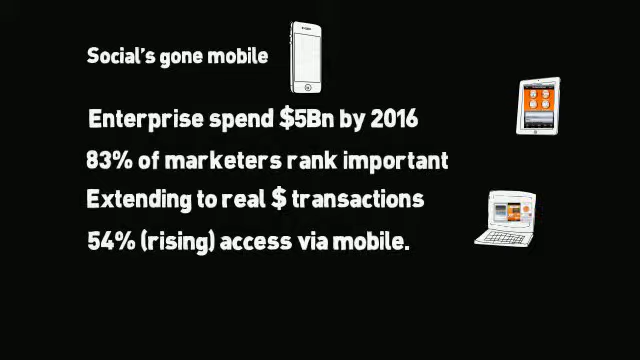 Social's gone mobile
Enterprise spend $5Bn by 2016
83% of marketers rank important
Extending to real $ transactions
54% (rising) access via mobile.